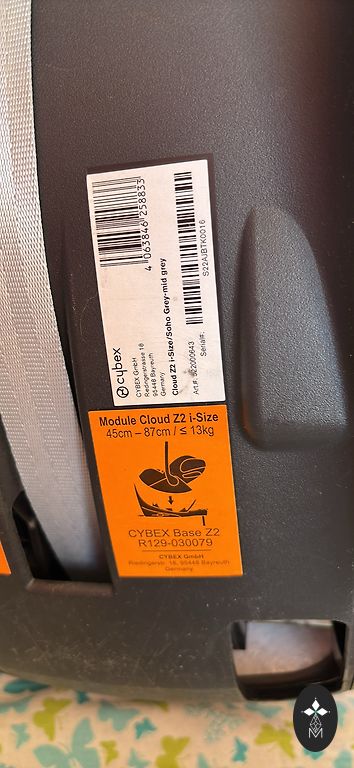 4 063846 258833
cybex
CYBEX GmbH
Riedingerstrasse 18
95448 Bayreuth
Germany
Cloud Z2 i-Size/Soho Grey-mid grey
Art.#: 522000643
Serial#:
S22AJBTK0016
Module Cloud Z2 i-Size
45cm – 87cm / ≤ 13kg
CYBEX Base Z2
R129-030079
CYBEX GmbH
Riedingerstr. 18, 95448 Bayreuth
Germany
M